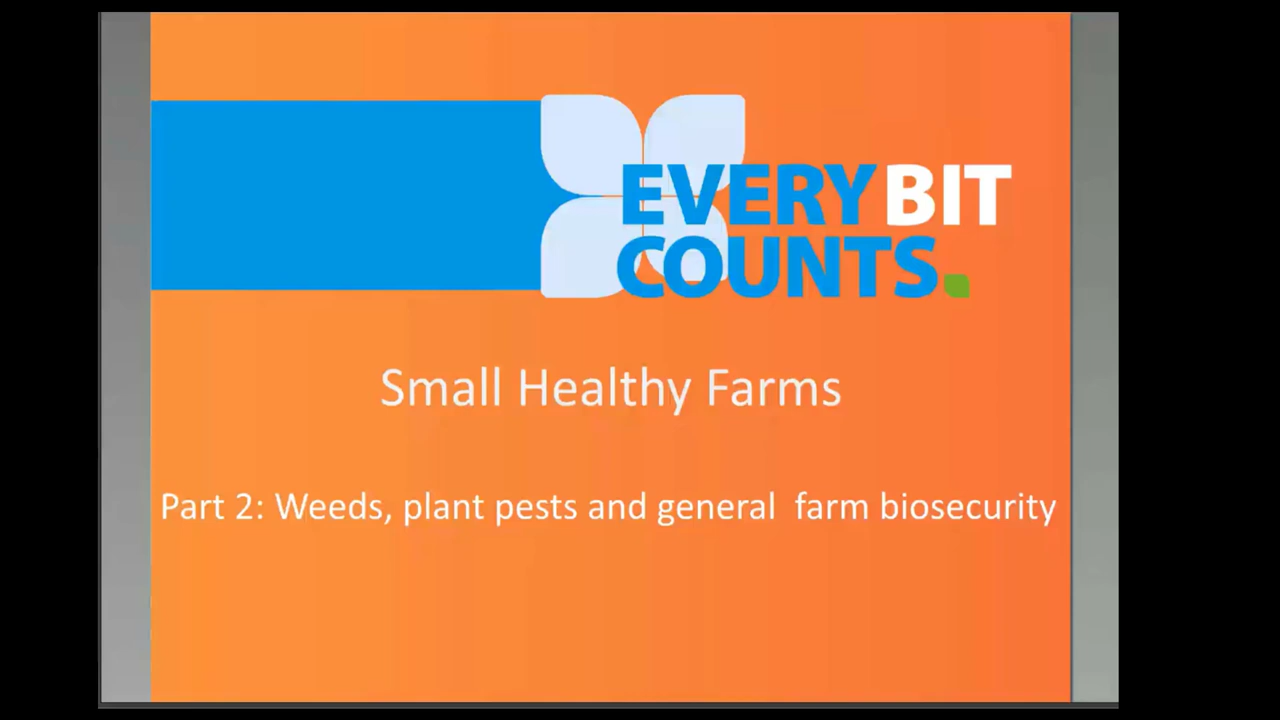 EVERY BIT
COUNTS.
Small Healthy Farms
Part 2: Weeds, plant pests and general farm biosecurity